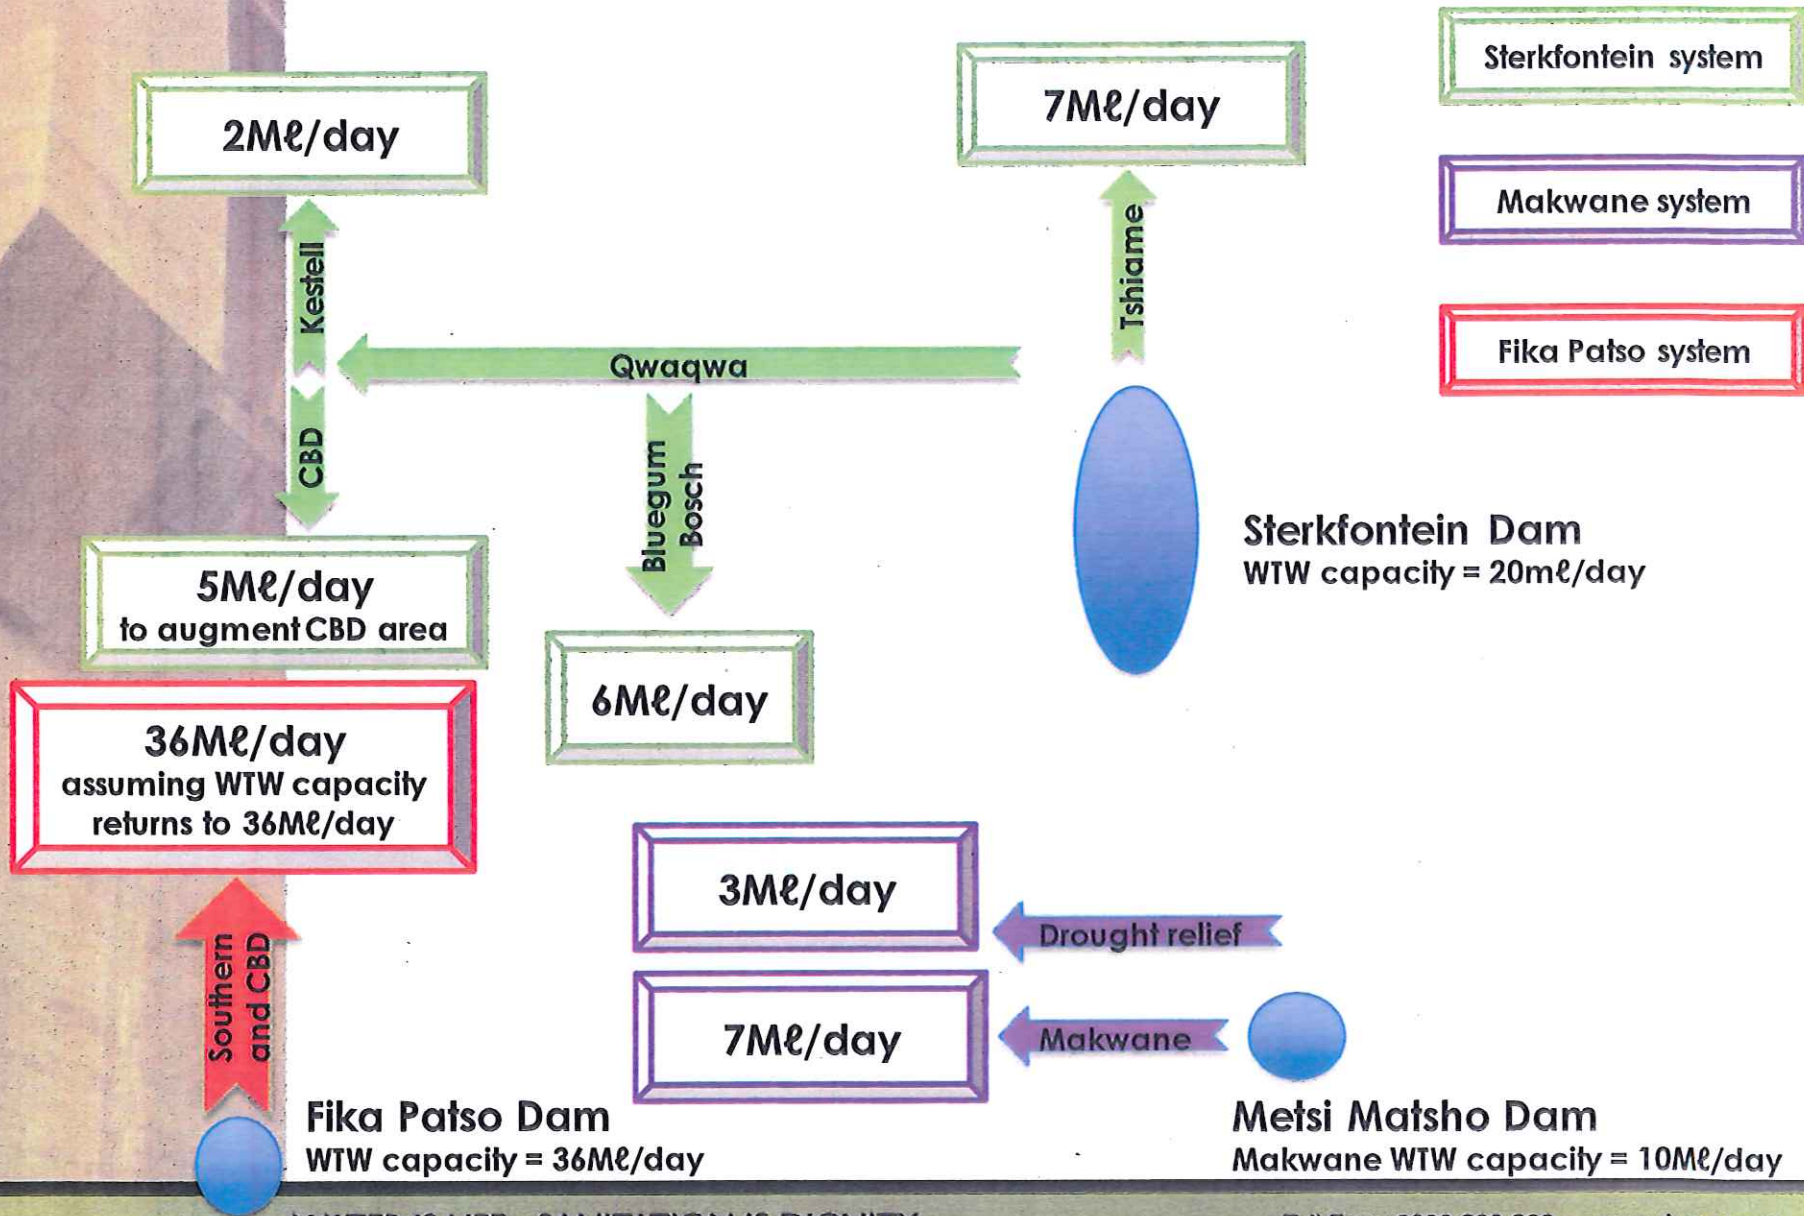 Sterkfontein system
2Mℓ/day
7Mℓ/day
Makwane system
Kestell
Tshiame
Fika Patso system
Qwaqwa
CBD
Bluegum
Bosch
Sterkfontein Dam
WTW capacity = 20mℓ/day
5Mℓ/day
to augment CBD area
6Mℓ/day
36Mℓ/day
assuming WTW capacity
returns to 36Mℓ/day
3Mℓ/day
Drought relief
Southern
and CBD
7Mℓ/day
Makwane
Fika Patso Dam
WTW capacity = 36Mℓ/day
Metsi Matsho Dam
Makwane WTW capacity = 10Mℓ/day